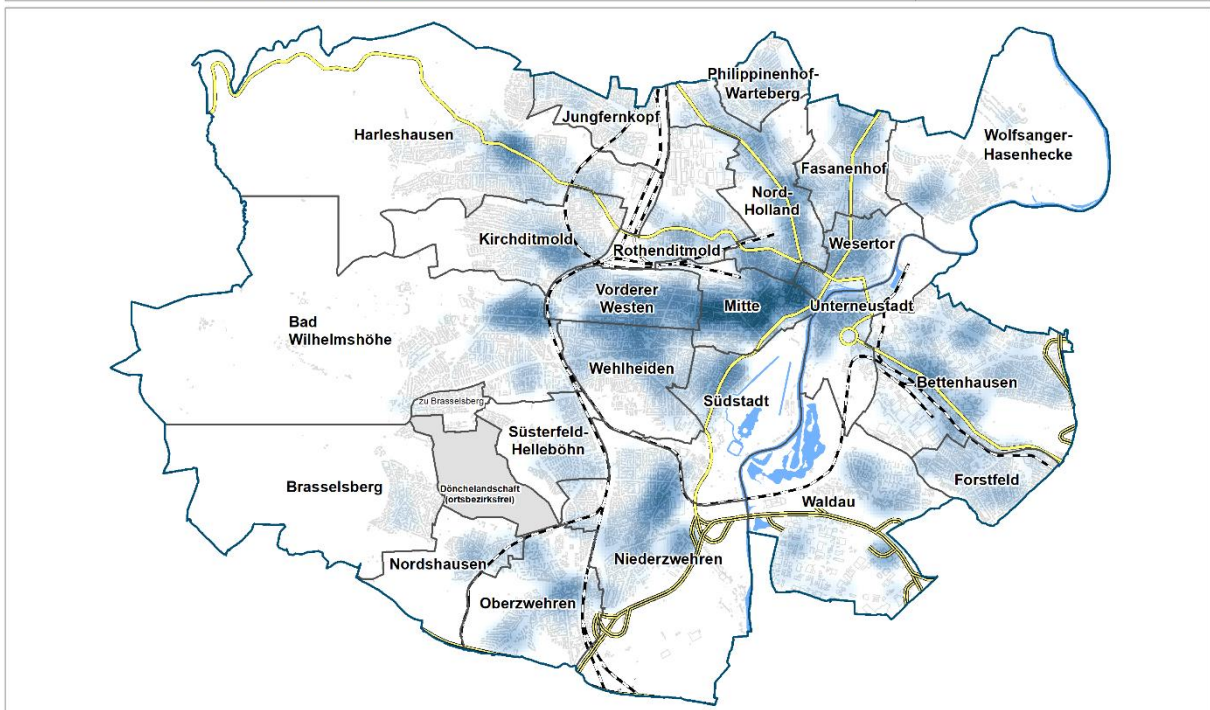 Philippinenhof-
Warteberg
Jungfernkopf
Harleshausen
Wolfsanger-
Hasenhecke
Fasanenhof
Nord-
Holland
Kirchditmold
Rothenditmold
Wesertor
Vorderer
Westen
Mitte
Unterneustadt
Bad
Wilhelmshöhe
Wehlheiden
Bettenhausen
Südstadt
zu Brasselsberg
Süsterfeld-
Helleböhn
Brasselsberg
Dönchelandschaft
(ortsbezirksfrei)
Forstfeld
Waldau
Nordshausen
Niederzwehren
Oberzwehren